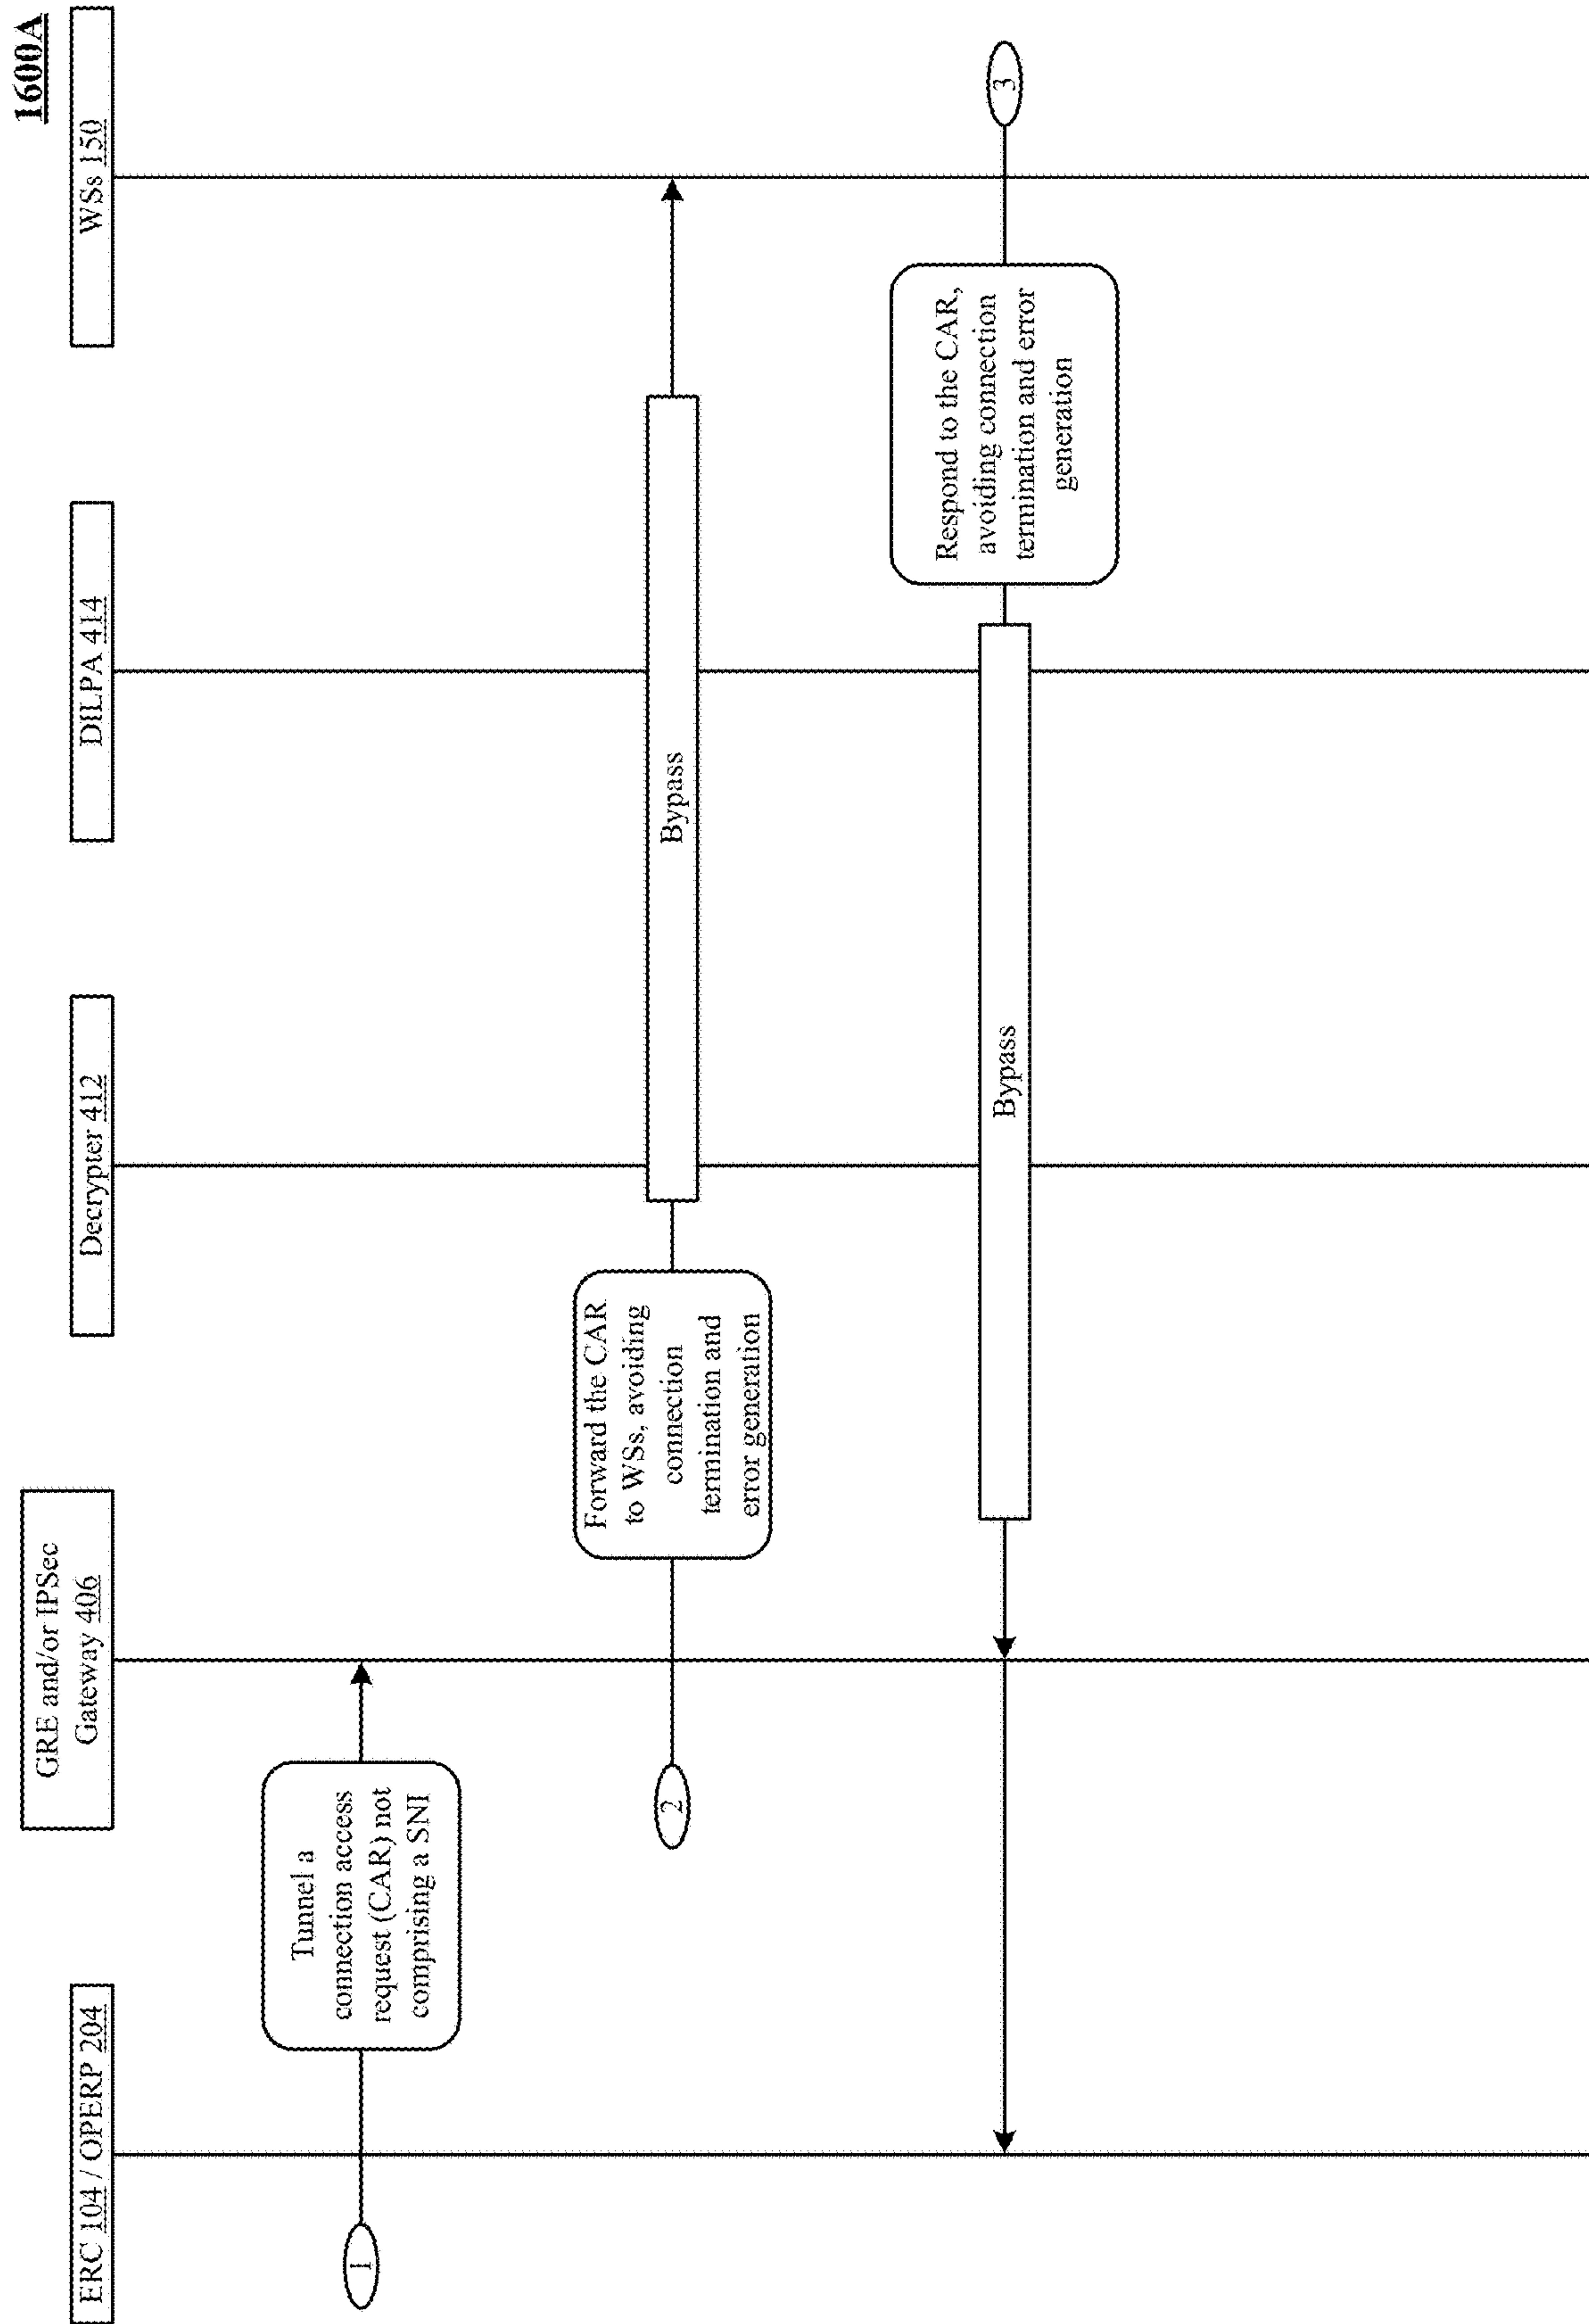 1600A
ERC 104 / OPERP 204
GRE and/or IPSec
Gateway 406
Decrypter 412
DILPA 414
WSs 150
1
Tunnel a
connection access
request (CAR) not
comprising a SNI
2
Forward the CAR
to WSs, avoiding
connection
termination and
error generation
Bypass
Bypass
Respond to the CAR,
avoiding connection
termination and error
generation
3